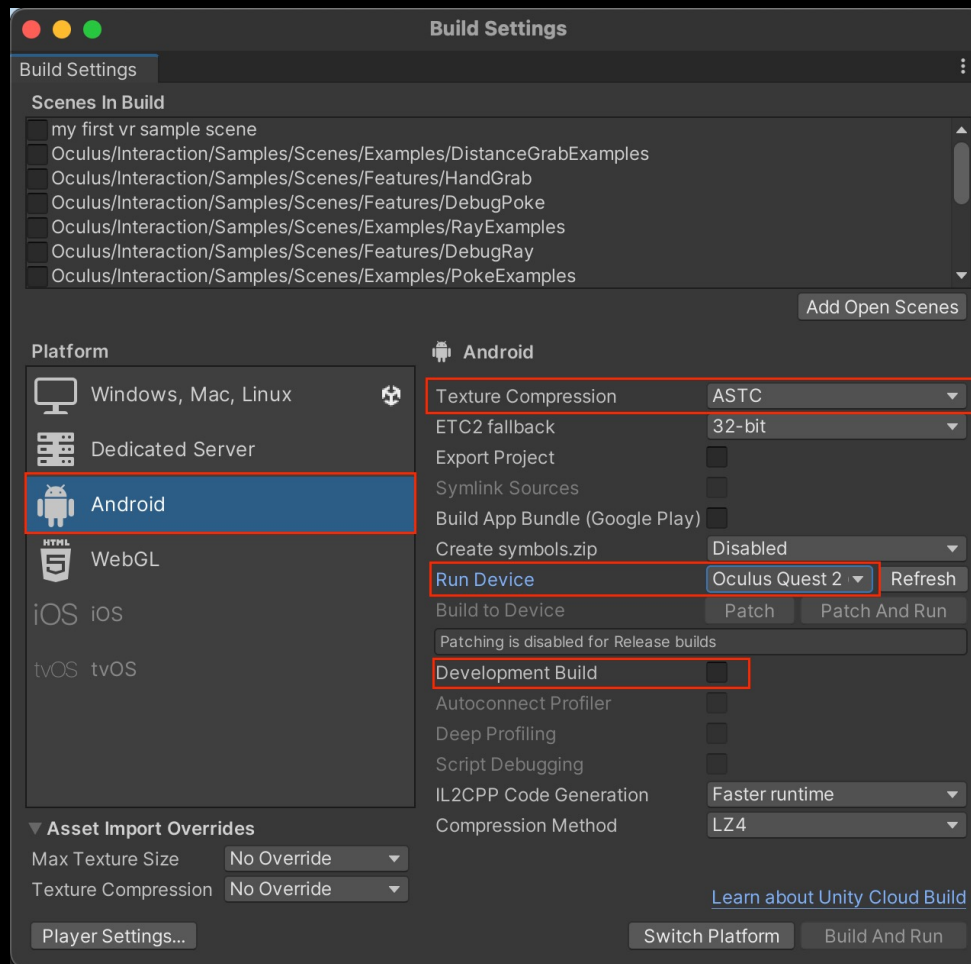 Build Settings
Build Settings
Scenes In Build
my first vr sample scene
Oculus/Interaction/Samples/Scenes/Examples/DistanceGrabExamples
Oculus/Interaction/Samples/Scenes/Features/HandGrab
Oculus/Interaction/Samples/Scenes/Features/DebugPoke
Oculus/Interaction/Samples/Scenes/Examples/RayExamples
Oculus/Interaction/Samples/Scenes/Features/DebugRay
Oculus/Interaction/Samples/Scenes/Examples/PokeExamples
Add Open Scenes
Platform
Windows, Mac, Linux
Dedicated Server
Android
HTML
5
WebGL
iOS iOS
tvOS tvOS
Android
Texture Compression ASTC
ETC2 fallback 32-bit
Export Project
Symlink Sources
Build App Bundle (Google Play)
Create symbols.zip Disabled
Run Device Oculus Quest 2 Refresh
Build to Device Patch Patch And Run
Patching is disabled for Release builds
Development Build
Autoconnect Profiler
Deep Profiling
Script Debugging
IL2CPP Code Generation Faster runtime
Compression Method LZ4
Asset Import Overrides
Max Texture Size No Override
Texture Compression No Override
Learn about Unity Cloud Build
Player Settings... Switch Platform Build And Run